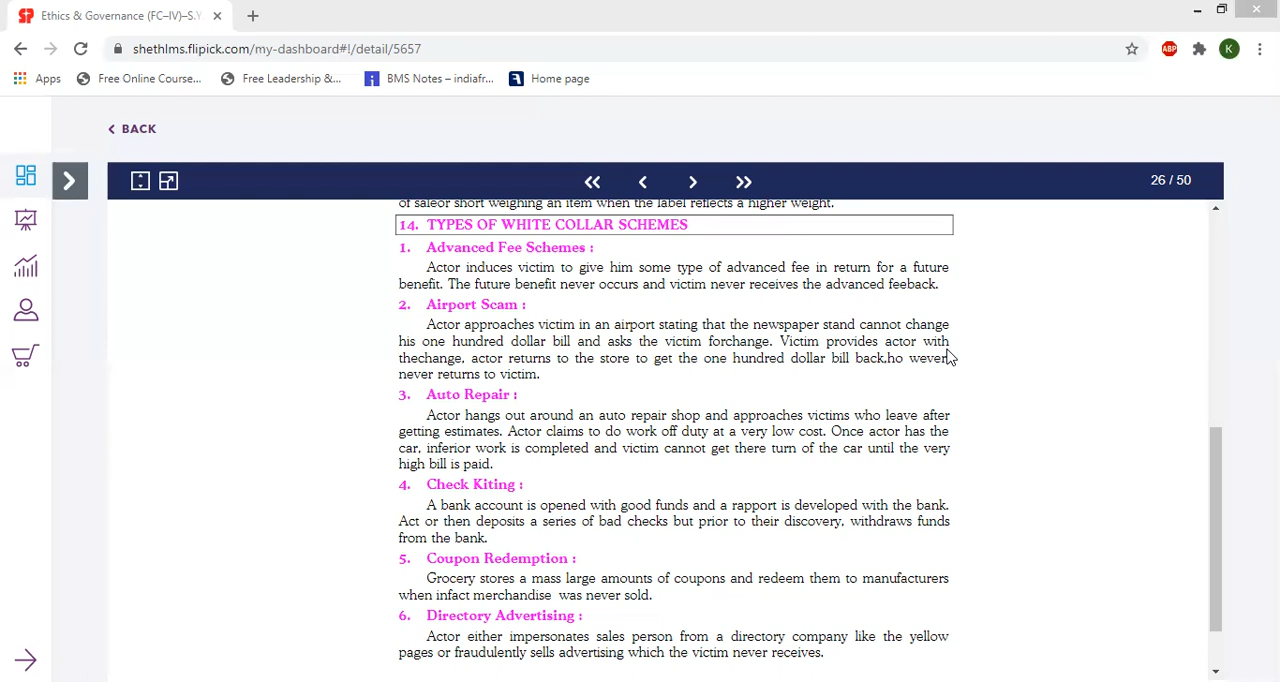 Ethics & Governance (FC–IV)–S.Y
shethlms.flipick.com/my-dashboard#!/detail/5657
ABP
K
Apps Free Online Course... Free Leadership &... BMS Notes – indiafr... Home page
BACK
26 / 50
of saleor short weighing an item when the label reflects a higher weight.
14. TYPES OF WHITE COLLAR SCHEMES
1. Advanced Fee Schemes :
Actor induces victim to give him some type of advanced fee in return for a future
benefit. The future benefit never occurs and victim never receives the advanced feeback.
2. Airport Scam :
Actor approaches victim in an airport stating that the newspaper stand cannot change
his one hundred dollar bill and asks the victim forchange. Victim provides actor with
thechange, actor returns to the store to get the one hundred dollar bill back,ho wever
never returns to victim.
3. Auto Repair :
Actor hangs out around an auto repair shop and approaches victims who leave after
getting estimates. Actor claims to do work off duty at a very low cost. Once actor has the
car, inferior work is completed and victim cannot get there turn of the car until the very
high bill is paid.
4. Check Kiting :
A bank account is opened with good funds and a rapport is developed with the bank.
Act or then deposits a series of bad checks but prior to their discovery, withdraws funds
from the bank.
5. Coupon Redemption :
Grocery stores a mass large amounts of coupons and redeem them to manufacturers
when infact merchandise was never sold.
6. Directory Advertising :
Actor either impersonates sales person from a directory company like the yellow
pages or fraudulently sells advertising which the victim never receives.